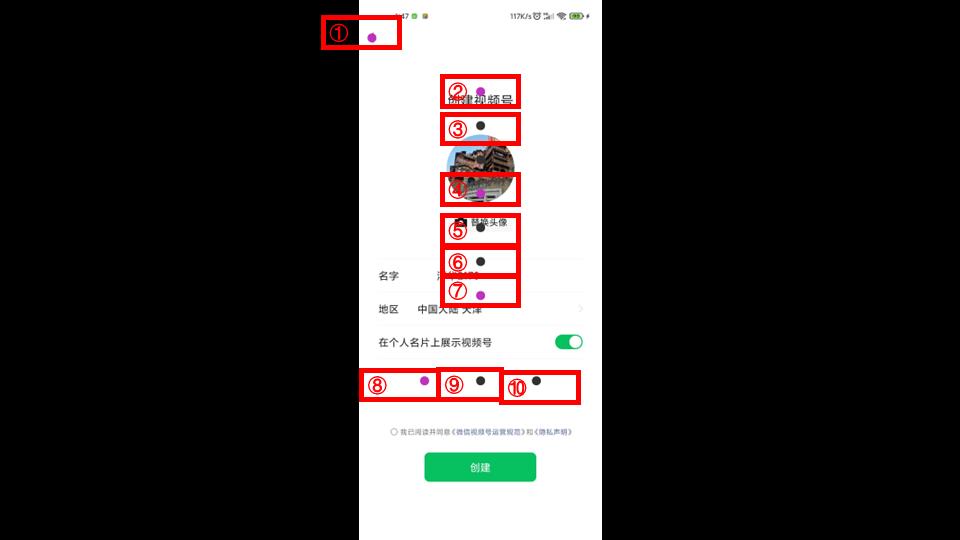 117K/s
①
②
创建视频号
③
④
⑤ 替换头像
⑥
名字
⑦
地区 中国大陆 天津
在个人名片上展示视频号
⑧ ⑨ ⑩
我已阅读并同意《微信视频号运营规范》和《隐私声明》
创建